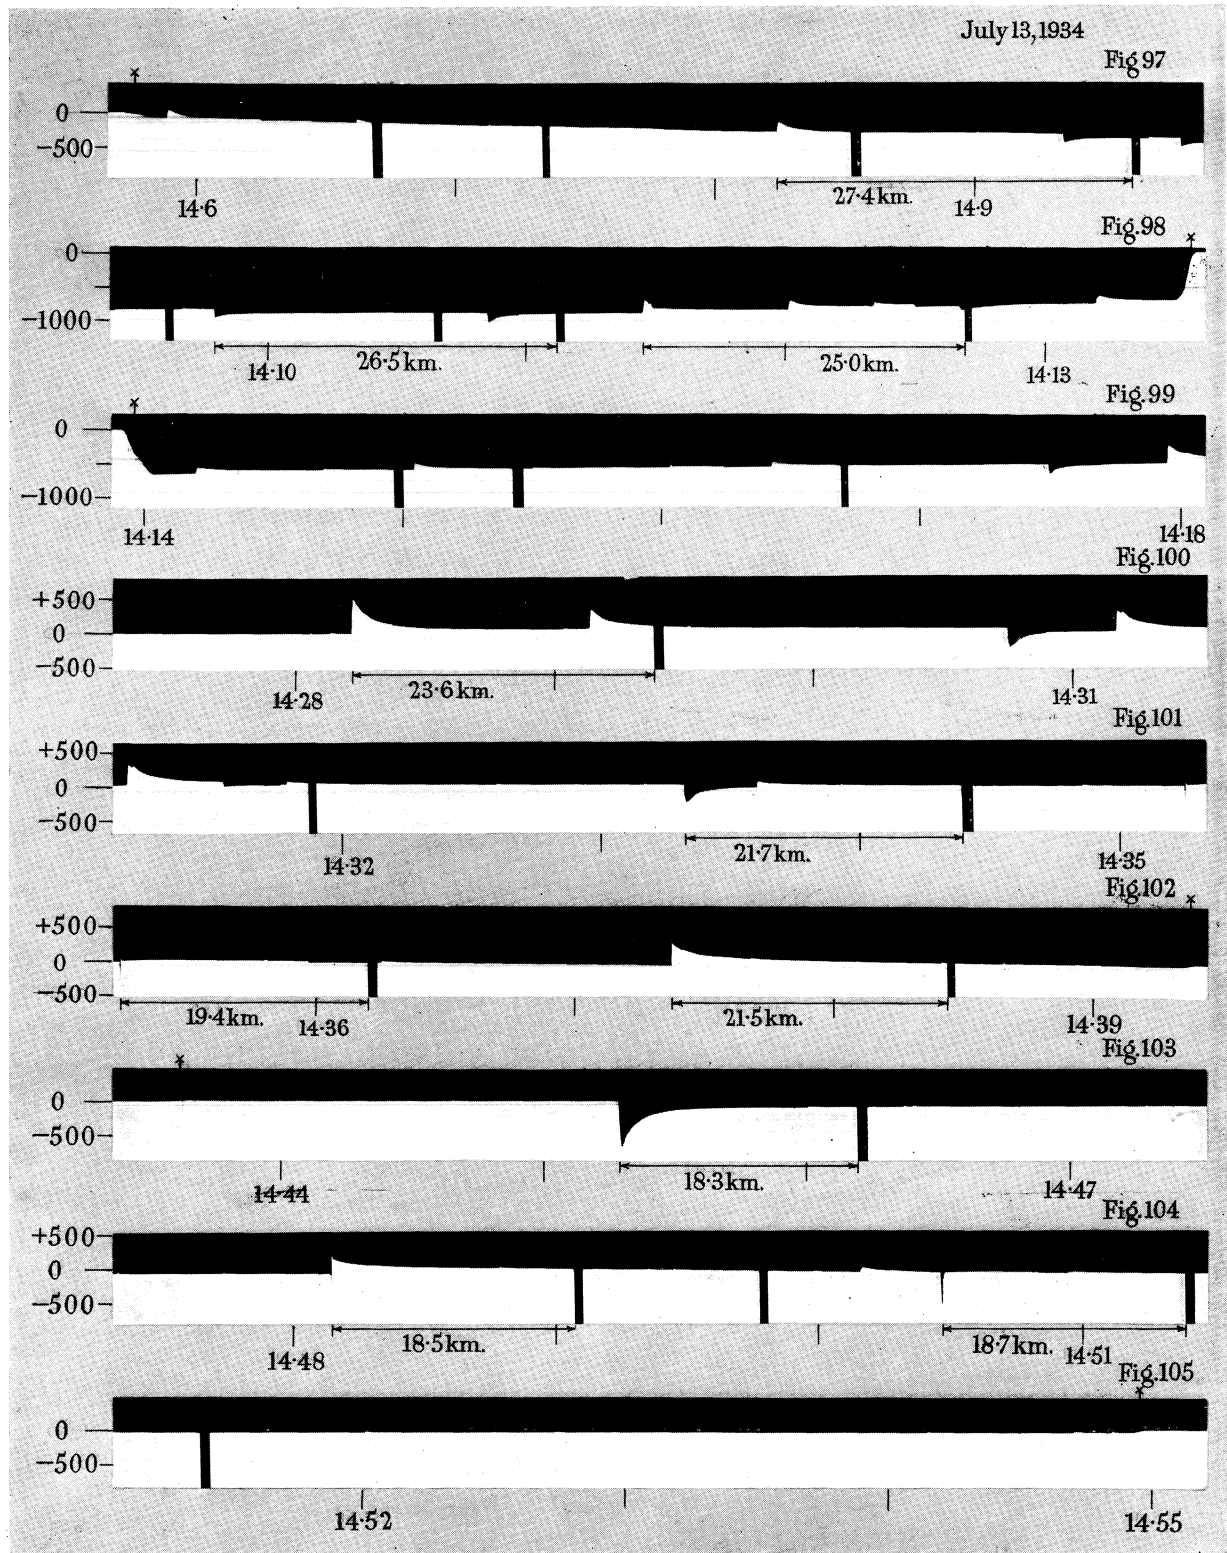 July 13, 1934
Fig. 97
×
0
−500
14·6
27·4 km.
14·9
Fig. 98
×
0
−1000
14·10
26·5 km.
25·0 km.
14·13
Fig. 99
×
0
−1000
14·14
14·18
Fig. 100
+500
0
−500
14·28
23·6 km.
14·31
Fig. 101
+500
0
−500
14·32
21·7 km.
14·35
Fig. 102
×
+500
0
−500
19·4 km.
14·36
21·5 km.
14·39
Fig. 103
×
0
−500
14·44
18·3 km.
14·47
Fig. 104
+500
0
−500
14·48
18·5 km.
18·7 km.
14·51
Fig. 105
×
0
−500
14·52
14·55